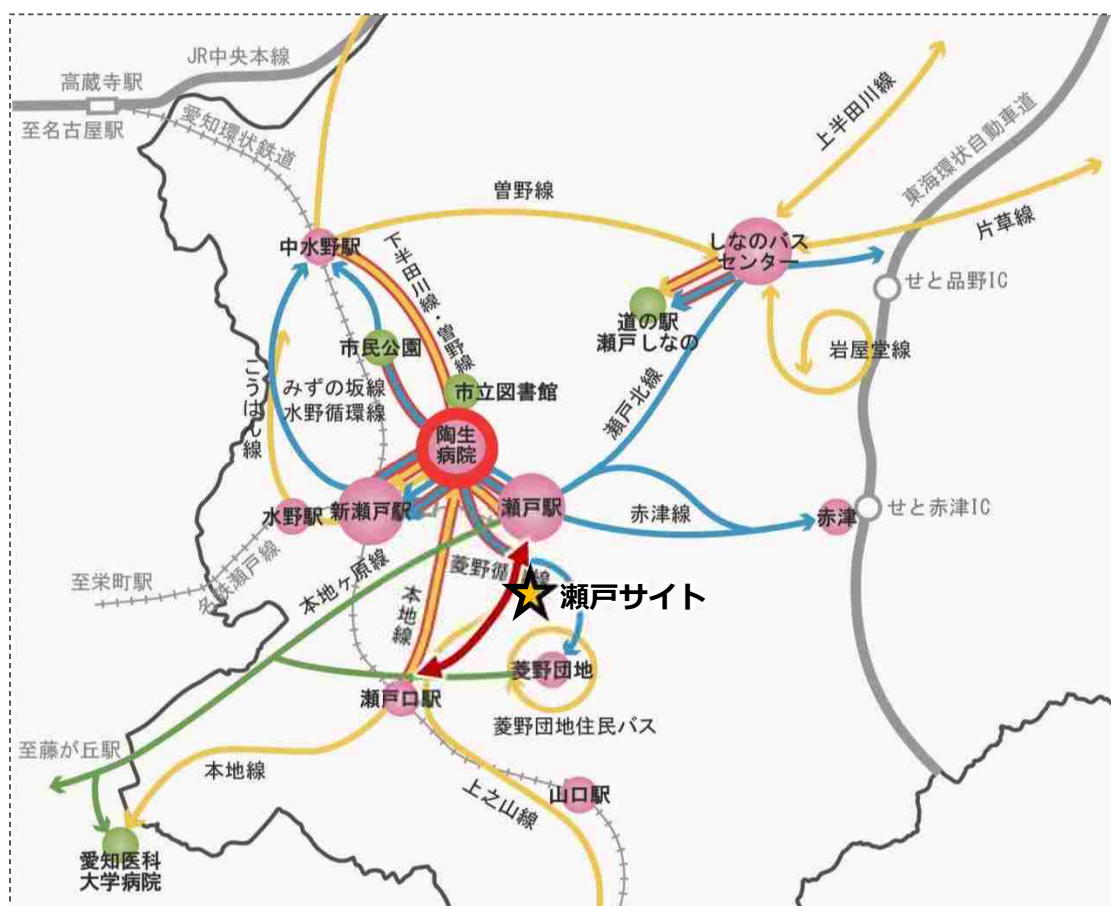 JR中央本線
高蔵寺駅
至名古屋駅
愛知環状鉄道
上半田川線
東海環状自動車道
曽野線
片草線
中水野駅
下半田川線・曽野線
しなのバス
センター
せと品野IC
道の駅
瀬戸しなの
市民公園
岩屋堂線
こうはん線
みずの坂線
水野循環線
市立図書館
瀬戸北線
陶生
病院
水野駅
新瀬戸駅
瀬戸駅
赤津線
赤津
せと赤津IC
至栄町駅
名鉄瀬戸線
本地ヶ原線
菱野循
線
瀬戸サイト
本地線
菱野団地
瀬戸口駅
菱野団地住民バス
至藤が丘駅
本地線
上之山線
山口駅
愛知医科
大学病院